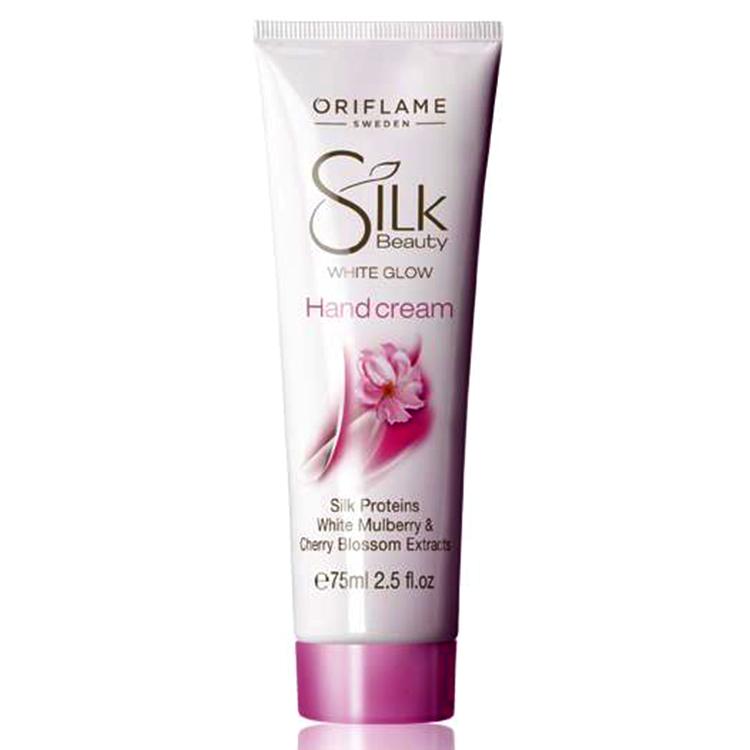 ORIFLAME
SWEDEN
SILK
Beauty
WHITE GLOW
Hand cream
Silk Proteins
White Mulberry &
Cherry Blossom Extracts
℮75ml 2.5 fl.oz